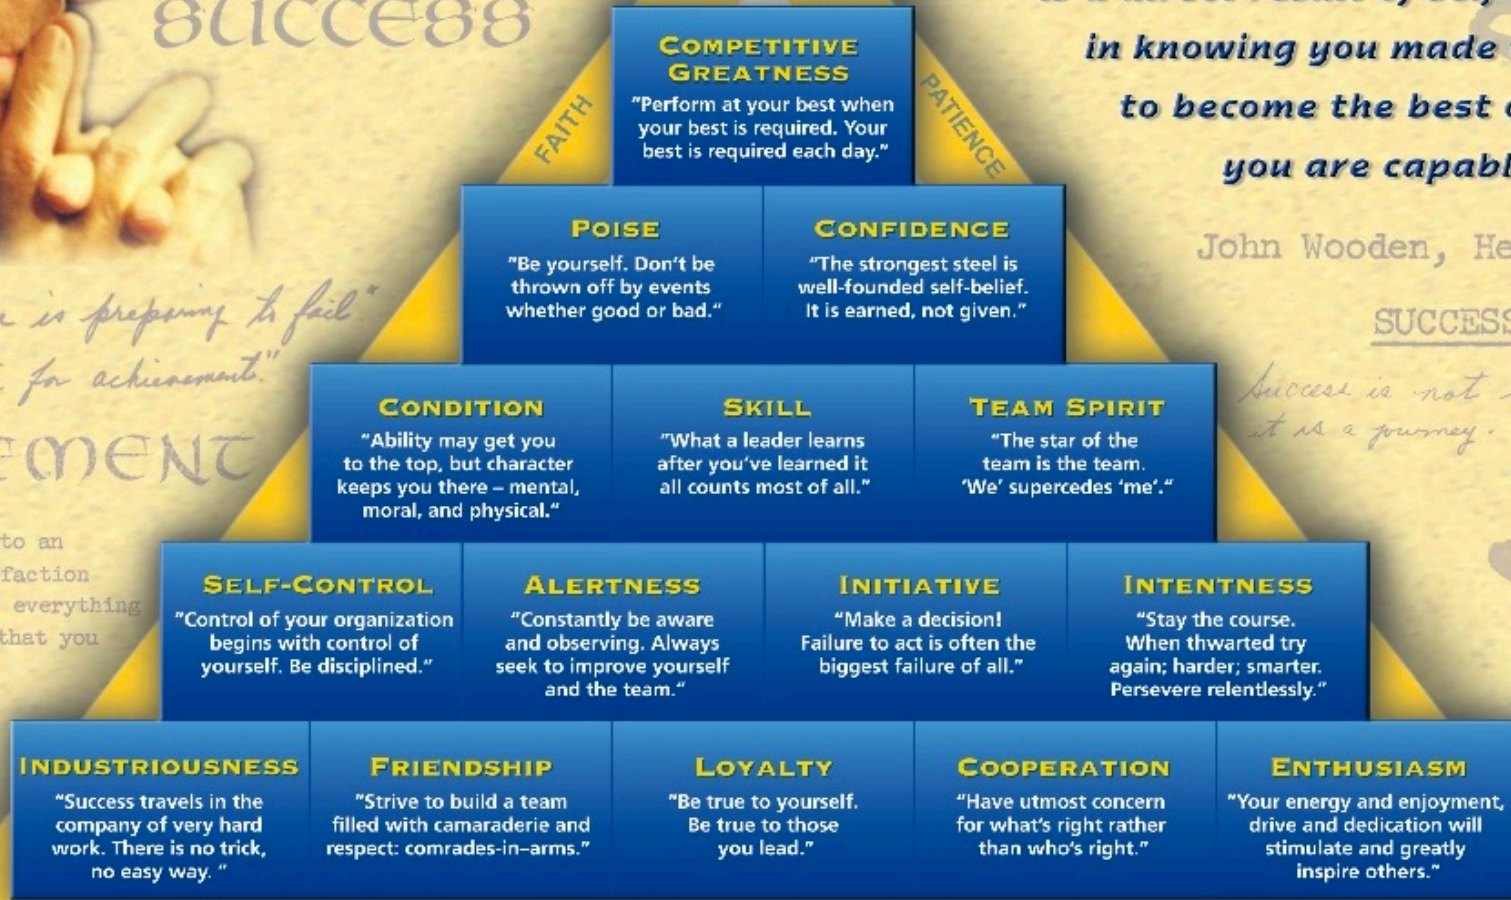 SUCCESS
in knowing you made
to become the best
you are capabl
John Wooden, He
SUCCESS
Success is not
it is a journey.
is preparing to fail"
for achievement."
EMENT
to an
faction
everything
that you
FAITH
PATIENCE
COMPETITIVE
GREATNESS
"Perform at your best when
your best is required. Your
best is required each day."
POISE
"Be yourself. Don't be
thrown off by events
whether good or bad."
CONFIDENCE
"The strongest steel is
well-founded self-belief.
It is earned, not given."
CONDITION
"Ability may get you
to the top, but character
keeps you there – mental,
moral, and physical."
SKILL
"What a leader learns
after you've learned it
all counts most of all."
TEAM SPIRIT
"The star of the
team is the team.
'We' supercedes 'me'."
SELF-CONTROL
"Control of your organization
begins with control of
yourself. Be disciplined."
ALERTNESS
"Constantly be aware
and observing. Always
seek to improve yourself
and the team."
INITIATIVE
"Make a decision!
Failure to act is often the
biggest failure of all."
INTENTNESS
"Stay the course.
When thwarted try
again; harder; smarter.
Persevere relentlessly."
INDUSTRIOUSNESS
"Success travels in the
company of very hard
work. There is no trick,
no easy way. "
FRIENDSHIP
"Strive to build a team
filled with camaraderie and
respect: comrades-in–arms."
LOYALTY
"Be true to yourself.
Be true to those
you lead."
COOPERATION
"Have utmost concern
for what's right rather
than who's right."
ENTHUSIASM
"Your energy and enjoyment,
drive and dedication will
stimulate and greatly
inspire others."